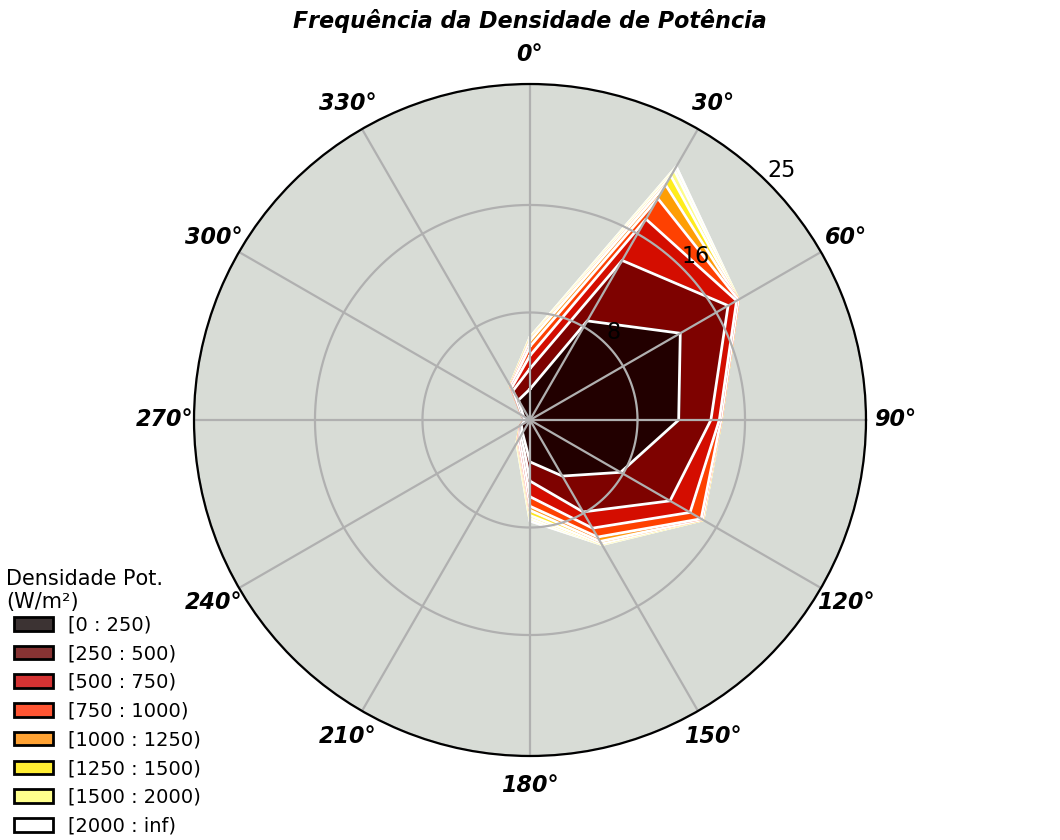 Frequência da Densidade de Potência
0°
330°
30°
25
300°
60°
16
8
270°
90°
240°
120°
210°
150°
180°
Densidade Pot.
(W/m²)
[0 : 250)
[250 : 500)
[500 : 750)
[750 : 1000)
[1000 : 1250)
[1250 : 1500)
[1500 : 2000)
[2000 : inf)